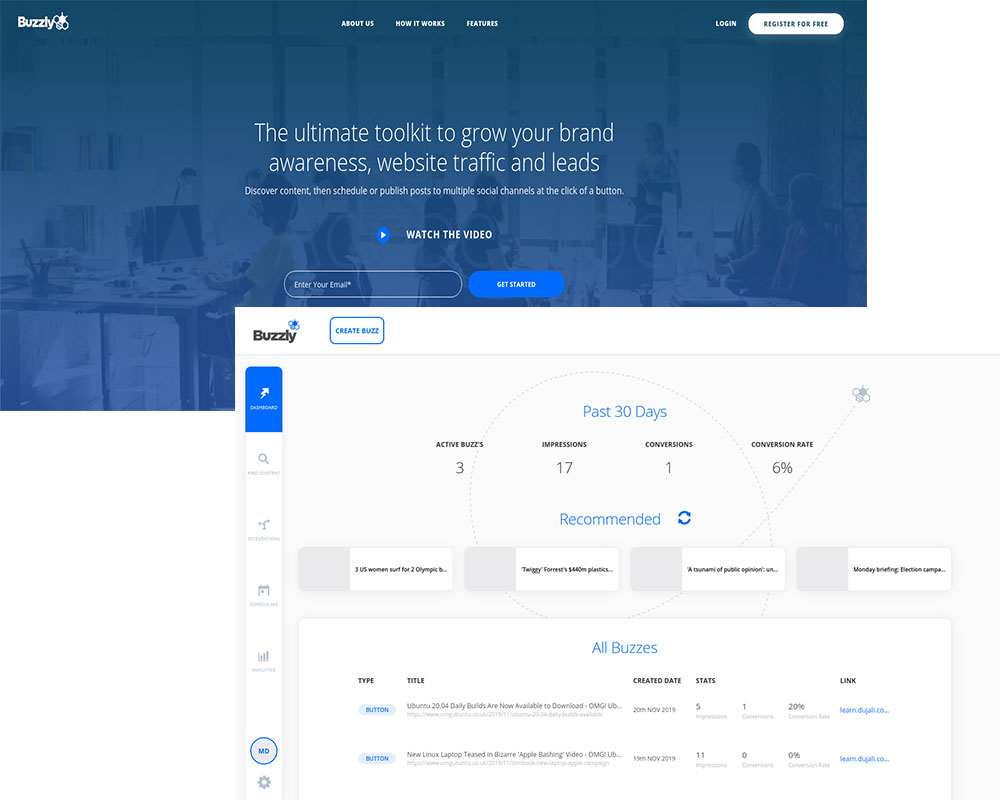 Buzzly
ABOUT US HOW IT WORKS FEATURES
LOGIN REGISTER FOR FREE
The ultimate toolkit to grow your brand
awareness, website traffic and leads
Discover content, then schedule or publish posts to multiple social channels at the click of a button.
WATCH THE VIDEO
Enter Your Email* GET STARTED
Buzzly CREATE BUZZ
DASHBOARD
FIND CONTENT
INTEGRATIONS
SCHEDULING
ANALYTICS
MD
Past 30 Days
ACTIVE BUZZ'S IMPRESSIONS CONVERSIONS CONVERSION RATE
3 17 1 6%
Recommended
3 US women surf for 2 Olympic b... 'Twiggy' Forrest's $440m plastics... 'A tsunami of public opinion': un... Monday briefing: Election campa...
All Buzzes
TYPE TITLE CREATED DATE STATS LINK
BUTTON Ubuntu 20.04 Daily Builds Are Now Available to Download - OMG! Ub... 20th NOV 2019 5 1 20% learn.dujali.co...
https://www.omgubuntu.co.uk/2019/11/ubuntu-20-04-daily-builds-available Impressions Conversions Conversion Rate
BUTTON New Linux Laptop Teased in Bizarre 'Apple Bashing' Video - OMG! Ub... 19th NOV 2019 11 0 0% learn.dujali.co...
https://www.omgubuntu.co.uk/2019/11/slimbook-new-laptop-apple-campaign Impressions Conversions Conversion Rate